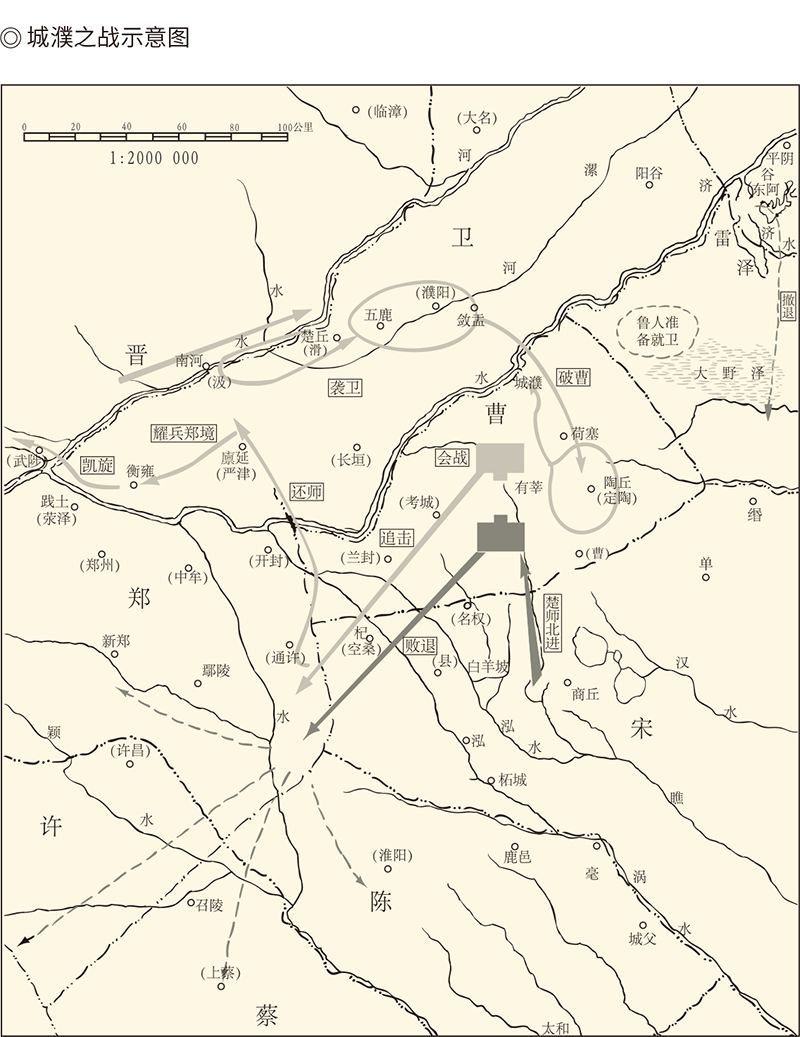 ◎ 城濮之战示意图
0 20 40 60 80 100公里
1:2000 000
(临漳)
(大名)
河
漯
阳谷
济
平阴
谷
东阿
雷
泽
济
水
卫
河
水
(濮阳)
五鹿
敛盂
撤退
鲁人准
备就卫
大野泽
楚丘
(滑)
水
晋
南河
(汲)
袭卫
水
城濮
破曹
曹
荷塞
耀兵郑境
廪延
(严津)
(长垣)
会战
(武陟)
凯旋
衡雍
还师
陶丘
(定陶)
有莘
(考城)
缗
践土
(荥泽)
追击
(郑州)
(中牟)
(开封)
(兰封)
(曹)
单
郑
(名权)
楚师北进
新郑
鄢陵
(通许)
杞
(空桑)
败退
(县)
白羊坡
商丘
汉
水
水
泓
水
宋
颍
(许昌)
泓
柘城
睢
许
水
(淮阳)
鹿邑
亳
涡
水
陈
召陵
城父
(上蔡)
蔡
太和